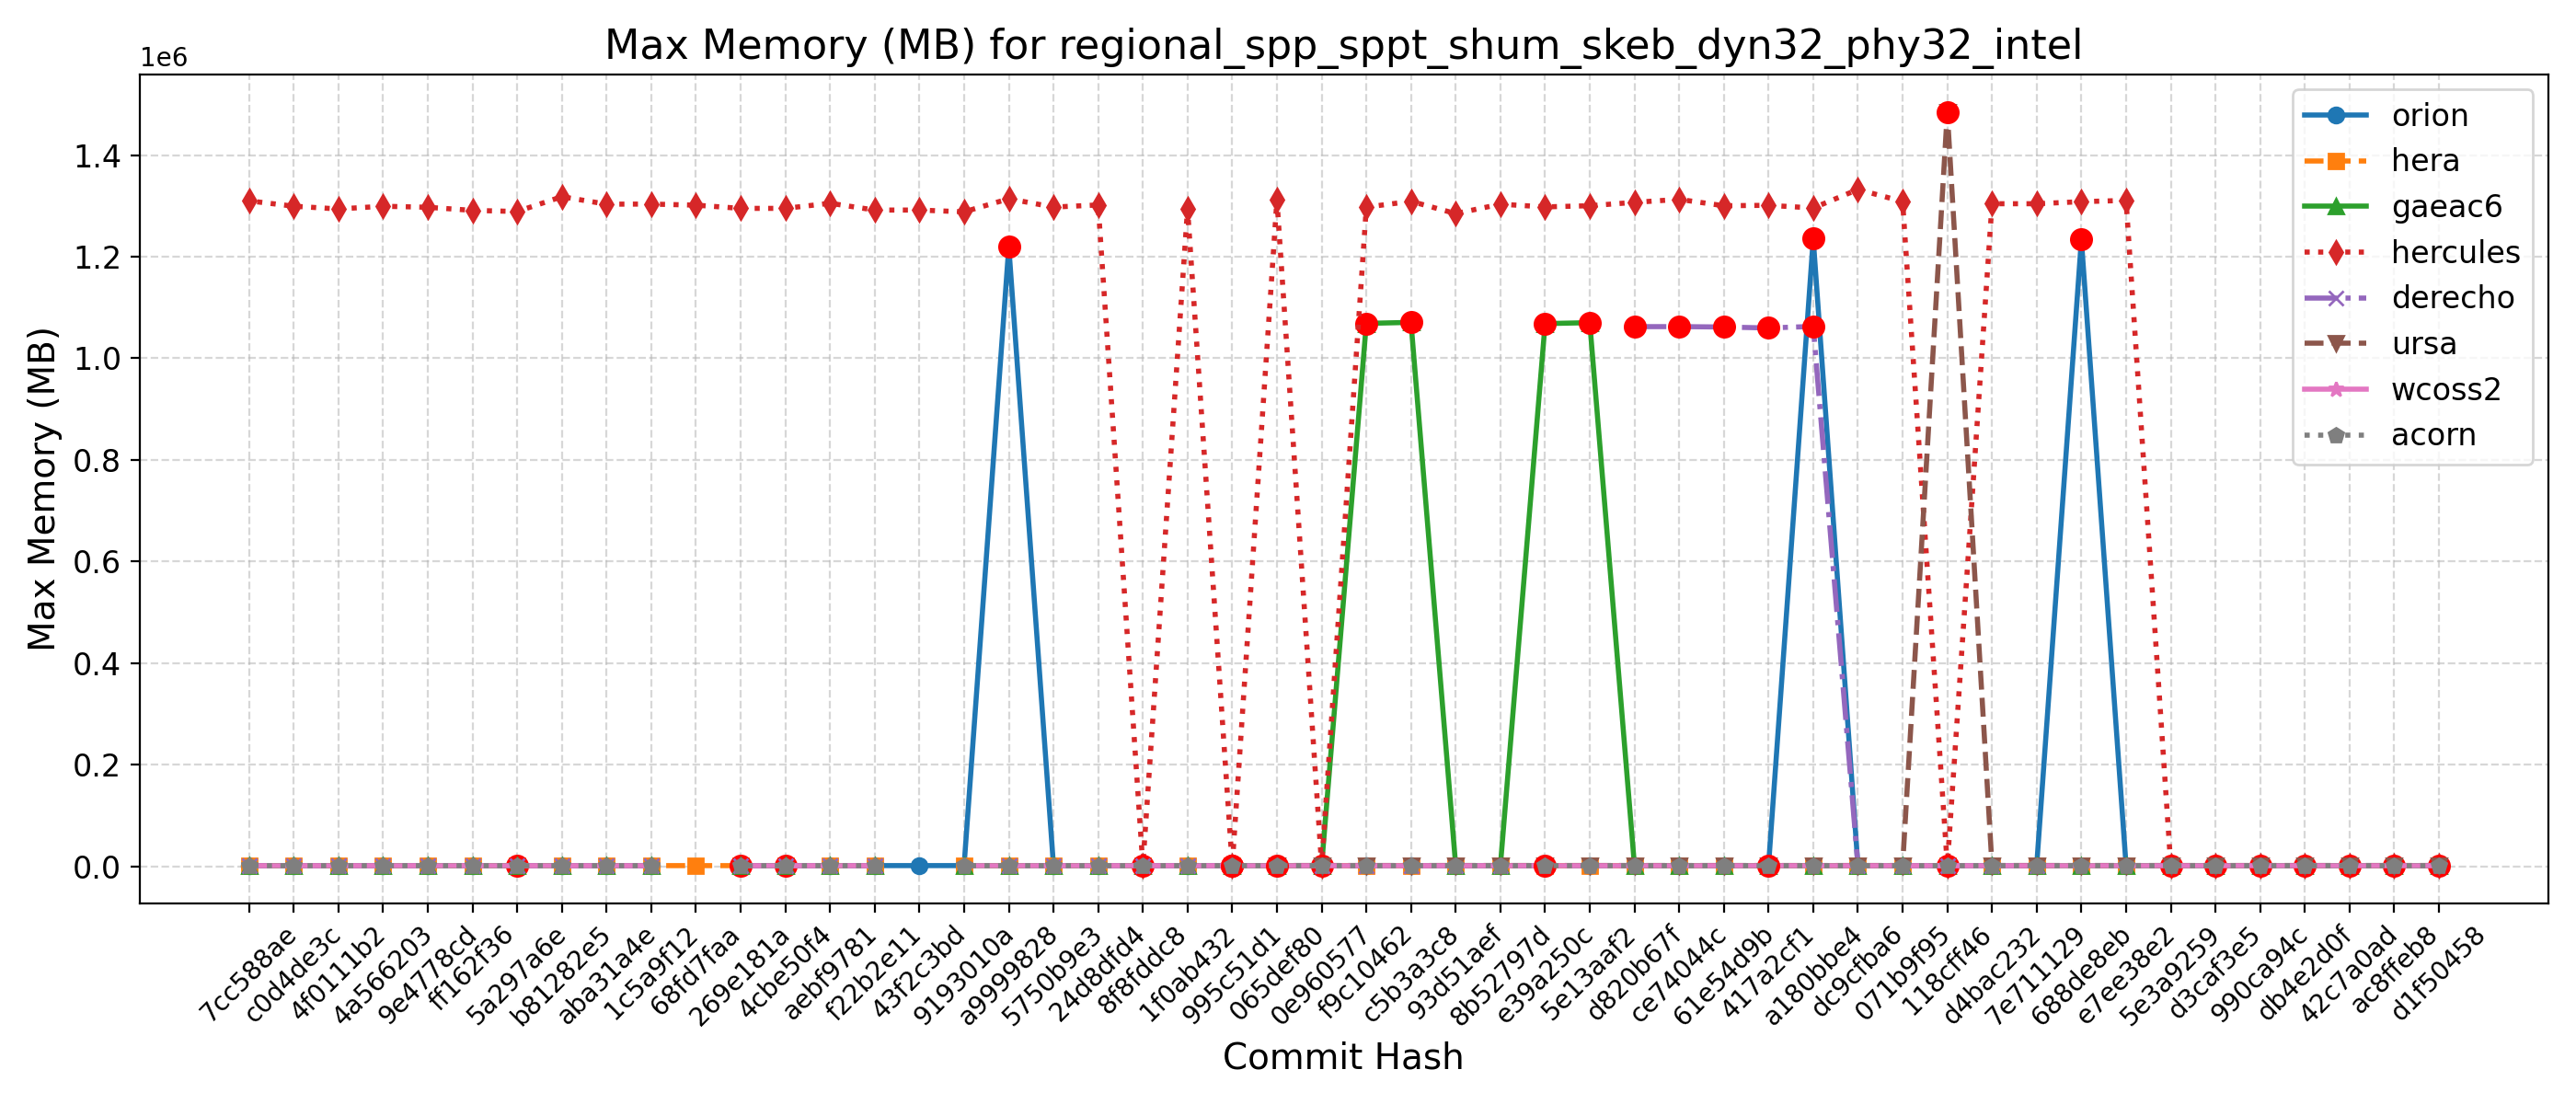 Max Memory (MB) for regional_spp_sppt_shum_skeb_dyn32_phy32_intel
1e6
Max Memory (MB)
1.4
1.2
1.0
0.8
0.6
0.4
0.2
0.0
orion
hera
gaeac6
hercules
derecho
ursa
wcoss2
acorn
7cc588ae
c0d4de3c
4f0111b2
4a566203
9e4778cd
ff162f36
5a297a6e
b81282e5
aba31a4e
1c5a9f12
68fd7faa
269e181a
4cbe50f4
aebf9781
f22b2e11
43f2c3bd
9193010a
a9999828
5750b9e3
24d8dfd4
8f8fddc8
1f0ab432
995c51d1
065def80
0e960577
f9c10462
c5b3a3c8
93d51aef
8b52797d
e39a250c
5e13aaf2
d820b67f
ce74044c
61e54d9b
417a2cf1
a180bbe4
dc9cfba6
071b9f95
118cff46
d4bac232
7e711129
688de8eb
e7ee38e2
5e3a9259
d3caf3e5
990ca94c
db4e2d0f
42c7a0ad
ac8ffeb8
d1f50458
Commit Hash